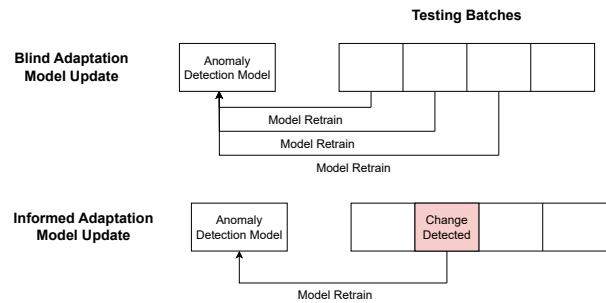 Testing Batches
Blind Adaptation
Model Update
Anomaly
Detection Model
Model Retrain
Model Retrain
Model Retrain
Informed Adaptation
Model Update
Anomaly
Detection Model
Change
Detected
Model Retrain